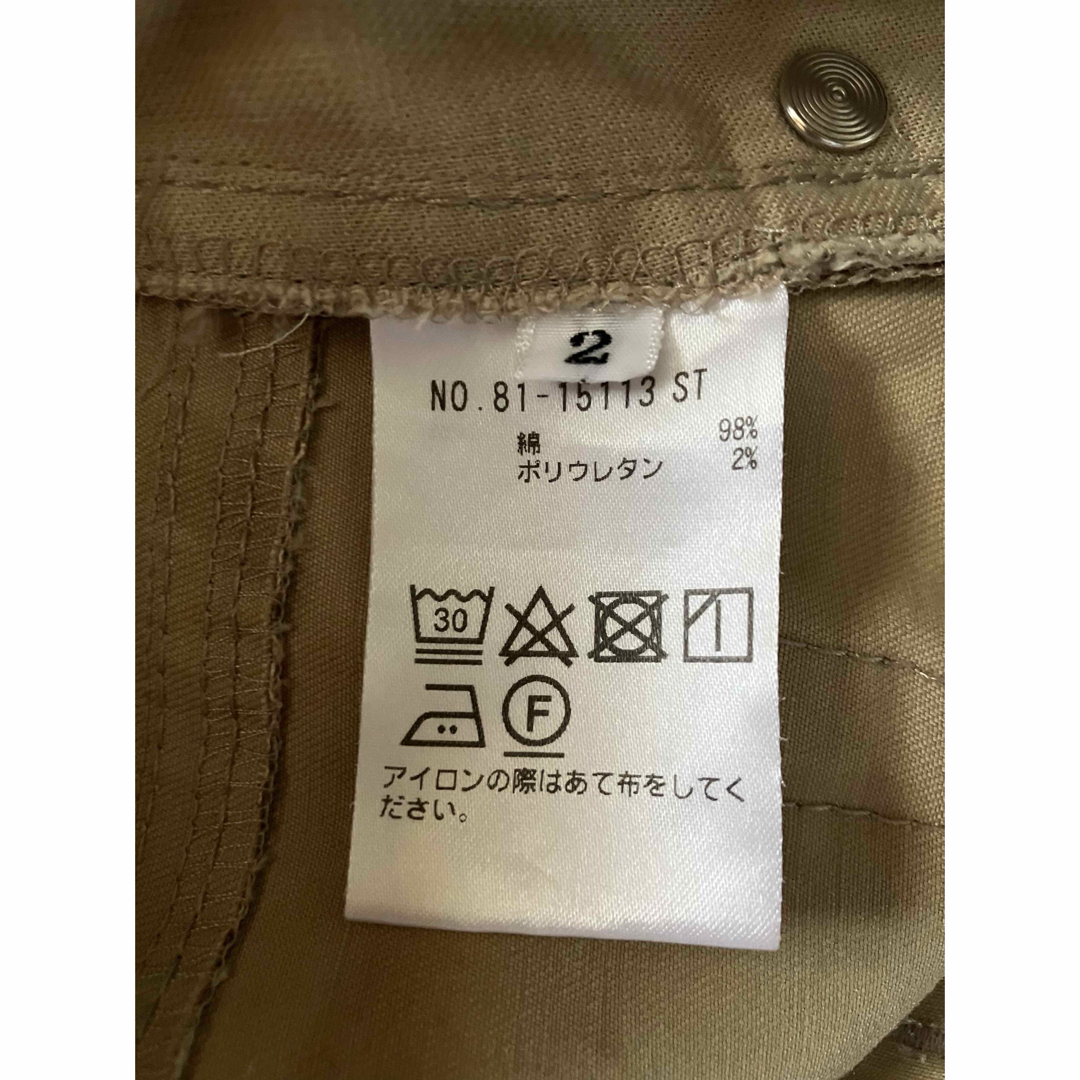 2
NO.81-15113 ST
綿 98%
ポリウレタン 2%
30
F
アイロンの際はあて布をしてく
ださい。